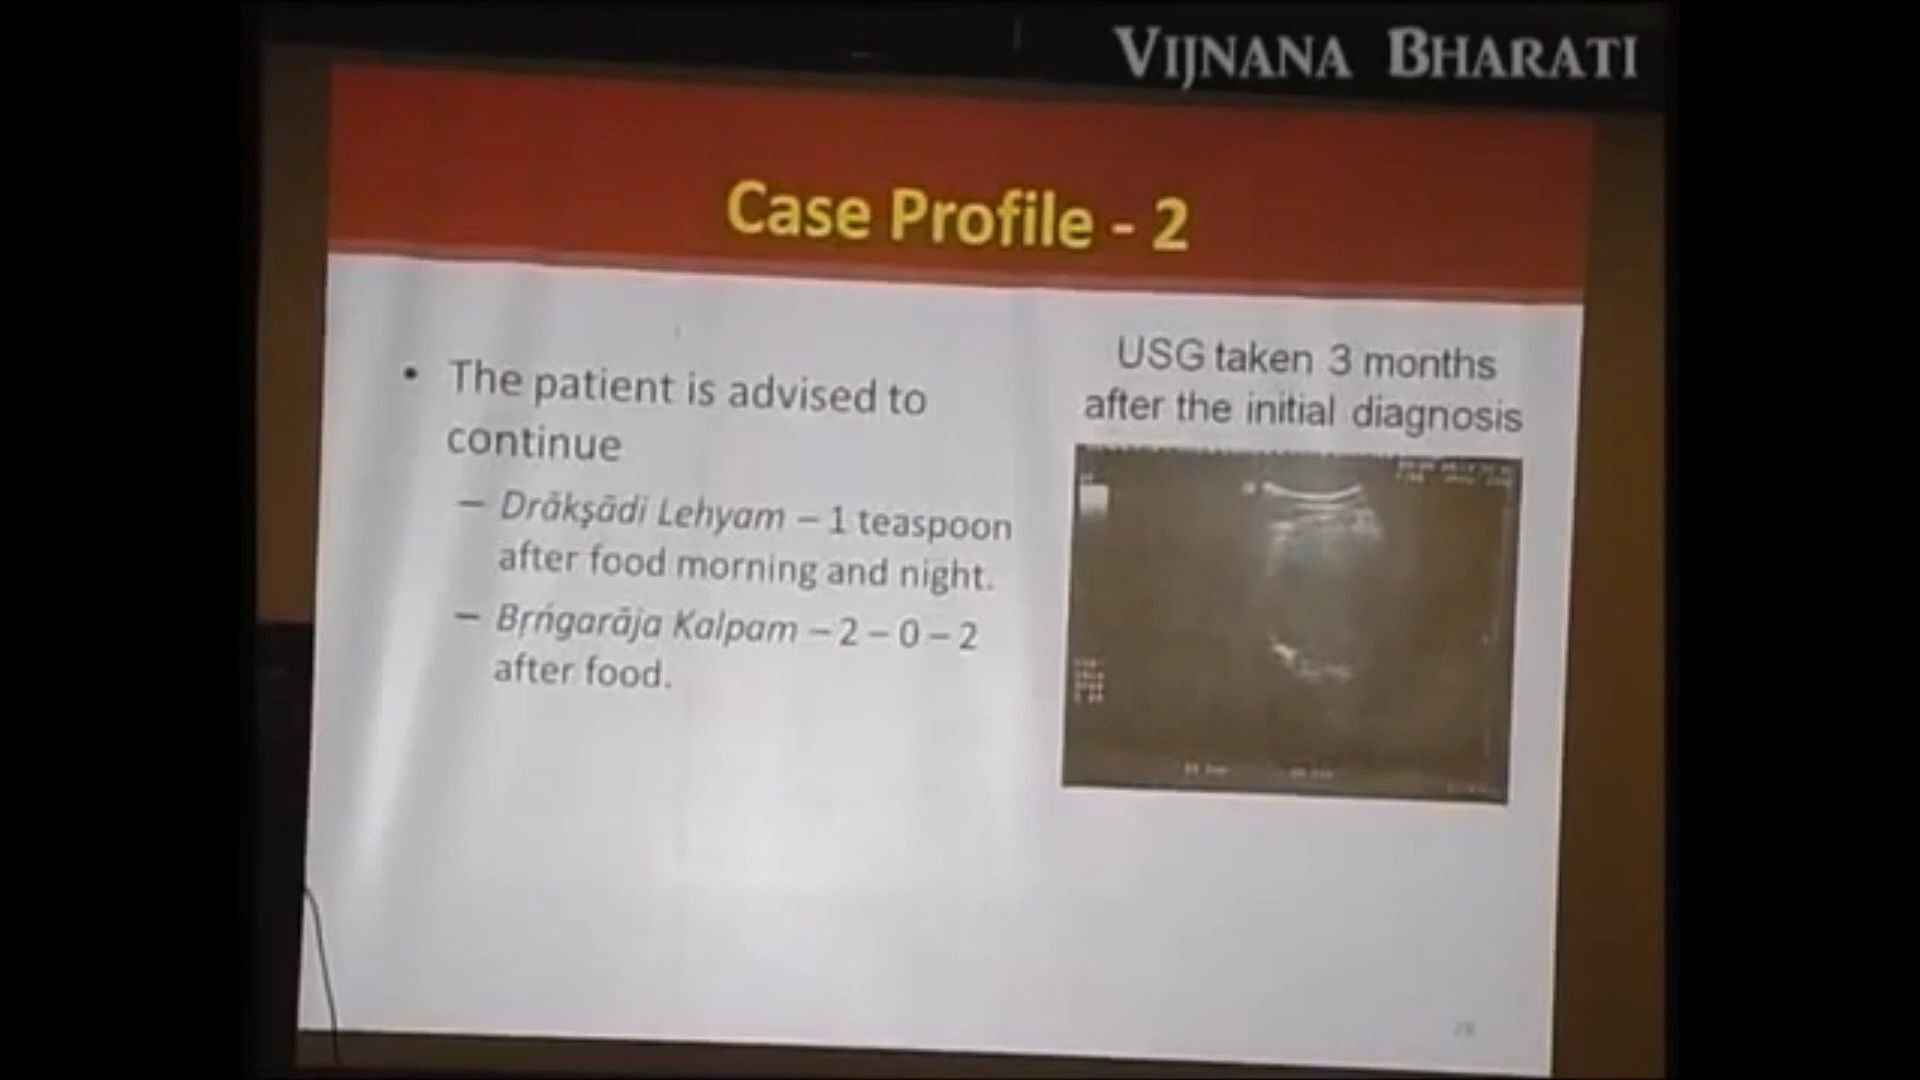 VIJNANA BHARATI
Case Profile - 2
• The patient is advised to
continue
– Drākṣādi Lehyam – 1 teaspoon
after food morning and night.
– Bṛńgarāja Kalpam – 2 – 0 – 2
after food.
USG taken 3 months
after the initial diagnosis